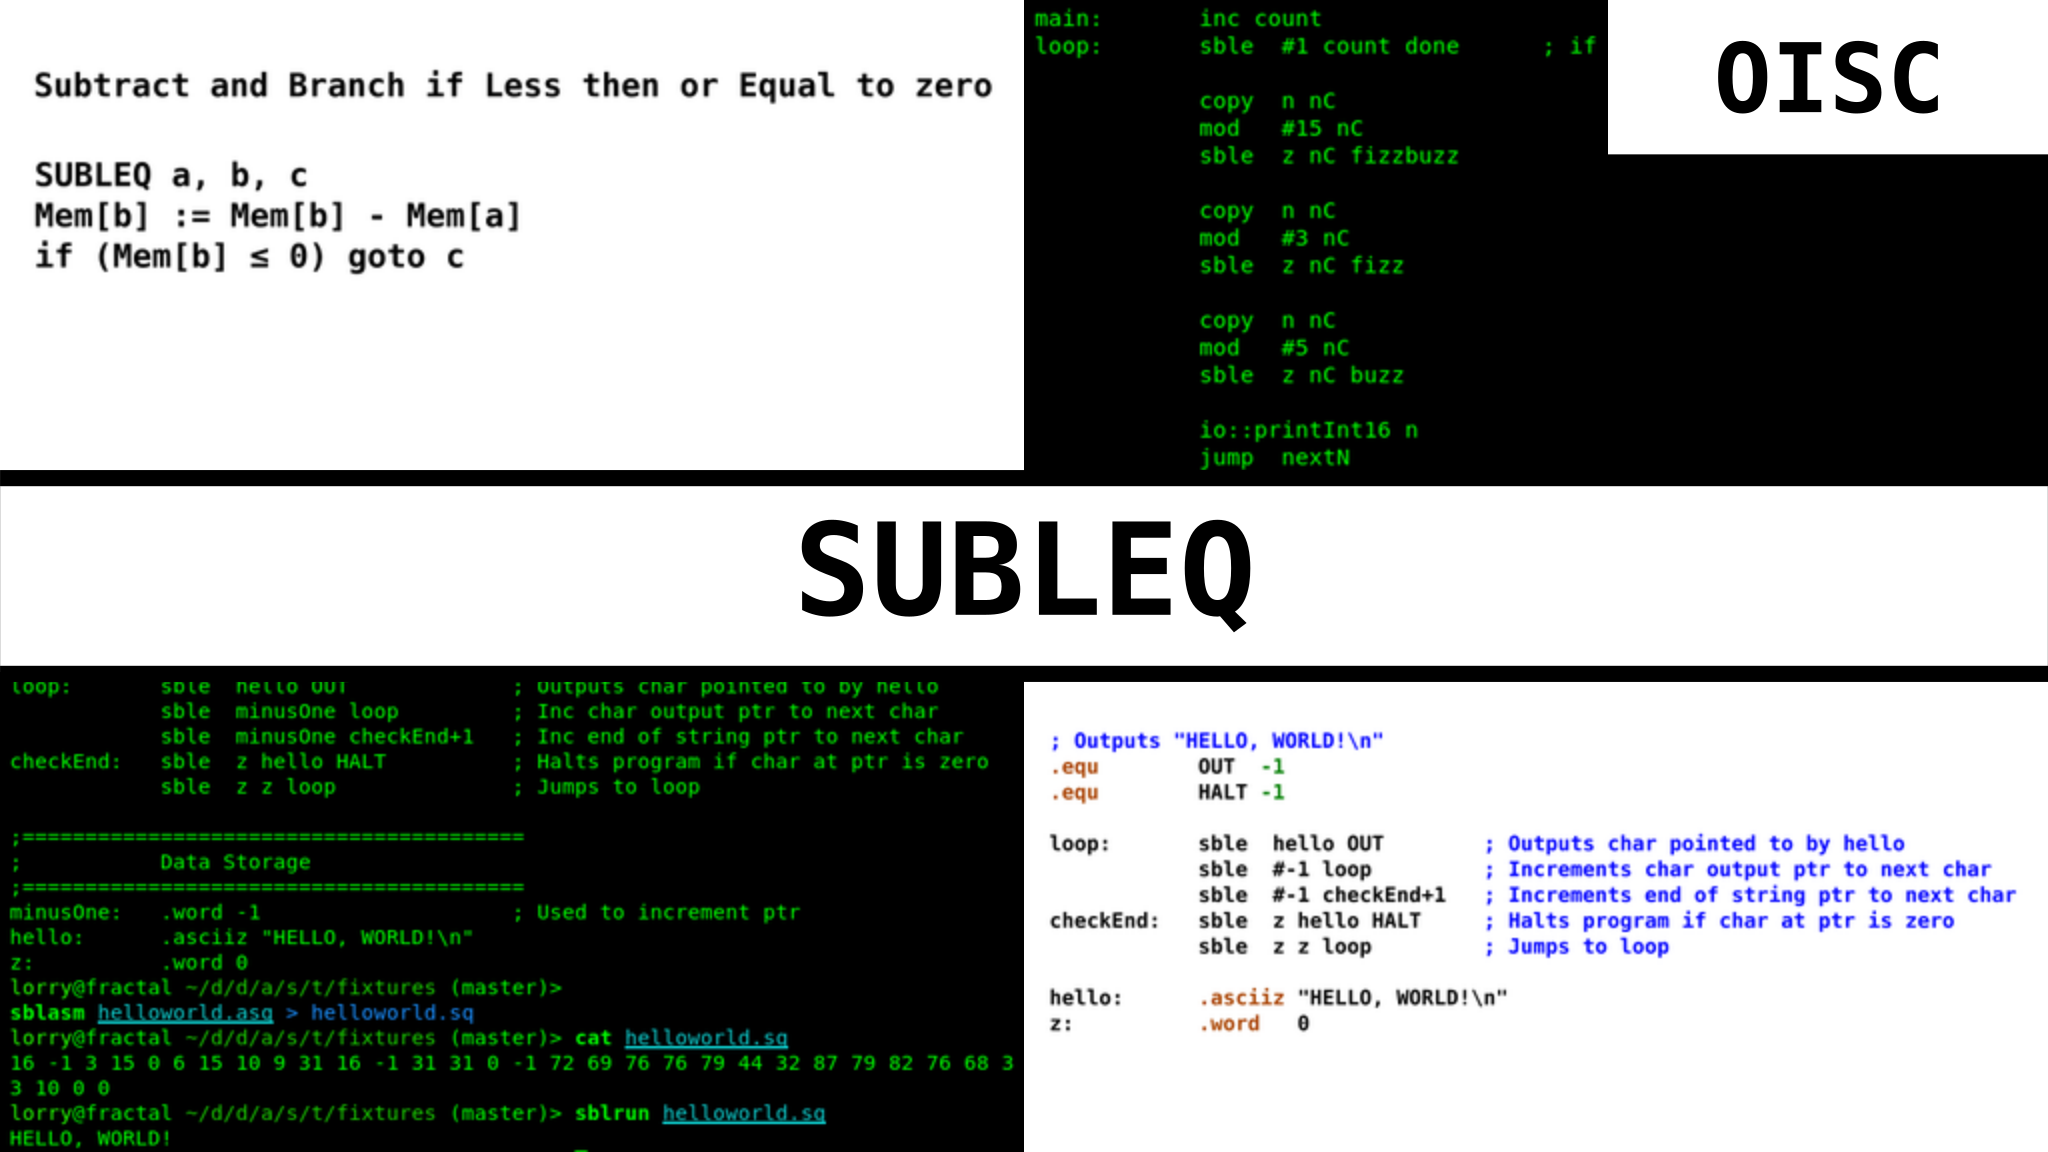 Subtract and Branch if Less then or Equal to zero
SUBLEQ a, b, c
Mem[b] := Mem[b] - Mem[a]
if (Mem[b] ≤ 0) goto c
main: inc count
loop: sble #1 count done ; if
copy n nC
mod #15 nC
sble z nC fizzbuzz
copy n nC
mod #3 nC
sble z nC fizz
copy n nC
mod #5 nC
sble z nC buzz
io::printInt16 n
jump nextN
OISC
SUBLEQ
loop: sble hello OUT ; Outputs char pointed to by hello
sble minusOne loop ; Inc char output ptr to next char
sble minusOne checkEnd+1 ; Inc end of string ptr to next char
checkEnd: sble z hello HALT ; Halts program if char at ptr is zero
sble z z loop ; Jumps to loop
;========================================
; Data Storage
;========================================
minusOne: .word -1 ; Used to increment ptr
hello: .asciiz "HELLO, WORLD!\n"
z: .word 0
lorry@fractal ~/d/d/a/s/t/fixtures (master)>
sblasm helloworld.asq > helloworld.sq
lorry@fractal ~/d/d/a/s/t/fixtures (master)> cat helloworld.sq
16 -1 3 15 0 6 15 10 9 31 16 -1 31 31 0 -1 72 69 76 76 79 44 32 87 79 82 76 68 3
3 10 0 0
lorry@fractal ~/d/d/a/s/t/fixtures (master)> sblrun helloworld.sq
HELLO, WORLD!
; Outputs "HELLO, WORLD!\n"
.equ OUT -1
.equ HALT -1
loop: sble hello OUT ; Outputs char pointed to by hello
sble #-1 loop ; Increments char output ptr to next char
sble #-1 checkEnd+1 ; Increments end of string ptr to next char
checkEnd: sble z hello HALT ; Halts program if char at ptr is zero
sble z z loop ; Jumps to loop
hello: .asciiz "HELLO, WORLD!\n"
z: .word 0